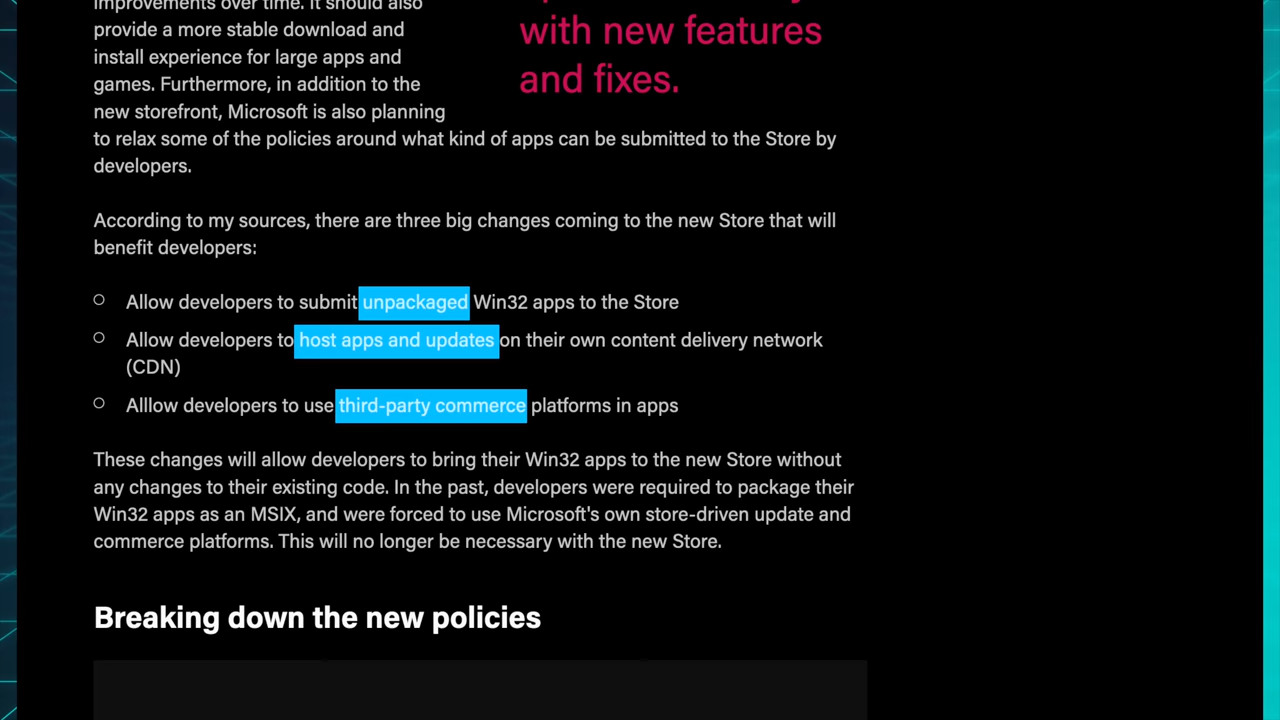 improvements over time. It should also
provide a more stable download and
install experience for large apps and
games. Furthermore, in addition to the
new storefront, Microsoft is also planning
to relax some of the policies around what kind of apps can be submitted to the Store by
developers.
with new features
and fixes.
According to my sources, there are three big changes coming to the new Store that will
benefit developers:
Allow developers to submit unpackaged Win32 apps to the Store
Allow developers to host apps and updates on their own content delivery network
(CDN)
Alllow developers to use third-party commerce platforms in apps
These changes will allow developers to bring their Win32 apps to the new Store without
any changes to their existing code. In the past, developers were required to package their
Win32 apps as an MSIX, and were forced to use Microsoft's own store-driven update and
commerce platforms. This will no longer be necessary with the new Store.
Breaking down the new policies